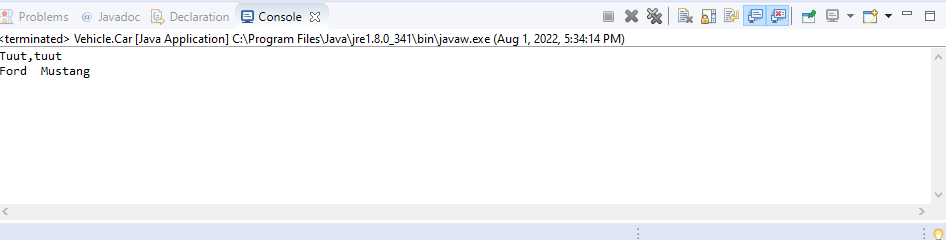 Problems @ Javadoc Declaration Console
<terminated> Vehicle.Car [Java Application] C:\Program Files\Java\jre1.8.0_341\bin\javaw.exe (Aug 1, 2022, 5:34:14 PM)
Tuut,tuut
Ford  Mustang